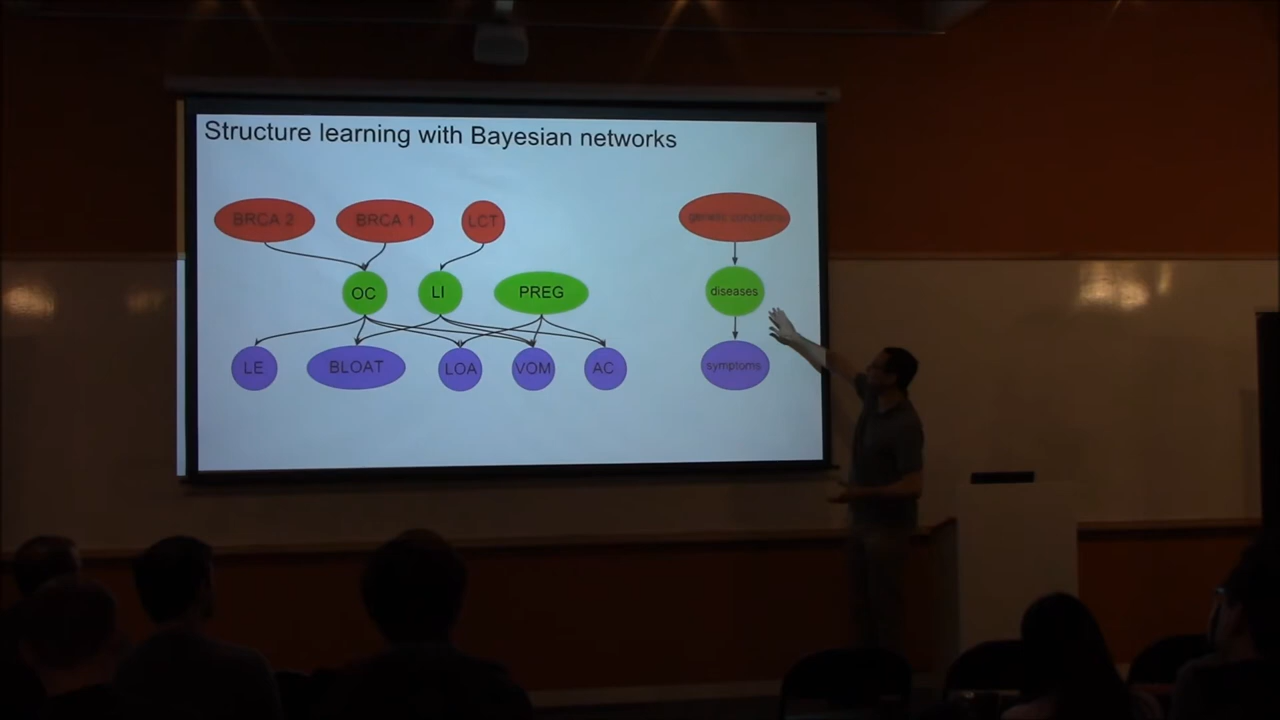 Structure learning with Bayesian networks
BRCA 2 BRCA 1 LCT genetic conditions
OC LI PREG diseases
LE BLOAT LOA VOM AC symptoms